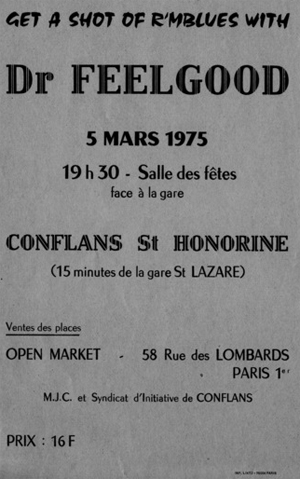 GET A SHOT OF R'MBLUES WITH
Dr FEELGOOD
5 MARS 1975
19 h 30 - Salle des fêtes
face à la gare
CONFLANS St HONORINE
(15 minutes de la gare St LAZARE)
Ventes des places
OPEN MARKET - 58 Rue des LOMBARDS
PARIS 1er
M.J.C. et Syndicat d'Initiative de CONFLANS
PRIX : 16 F